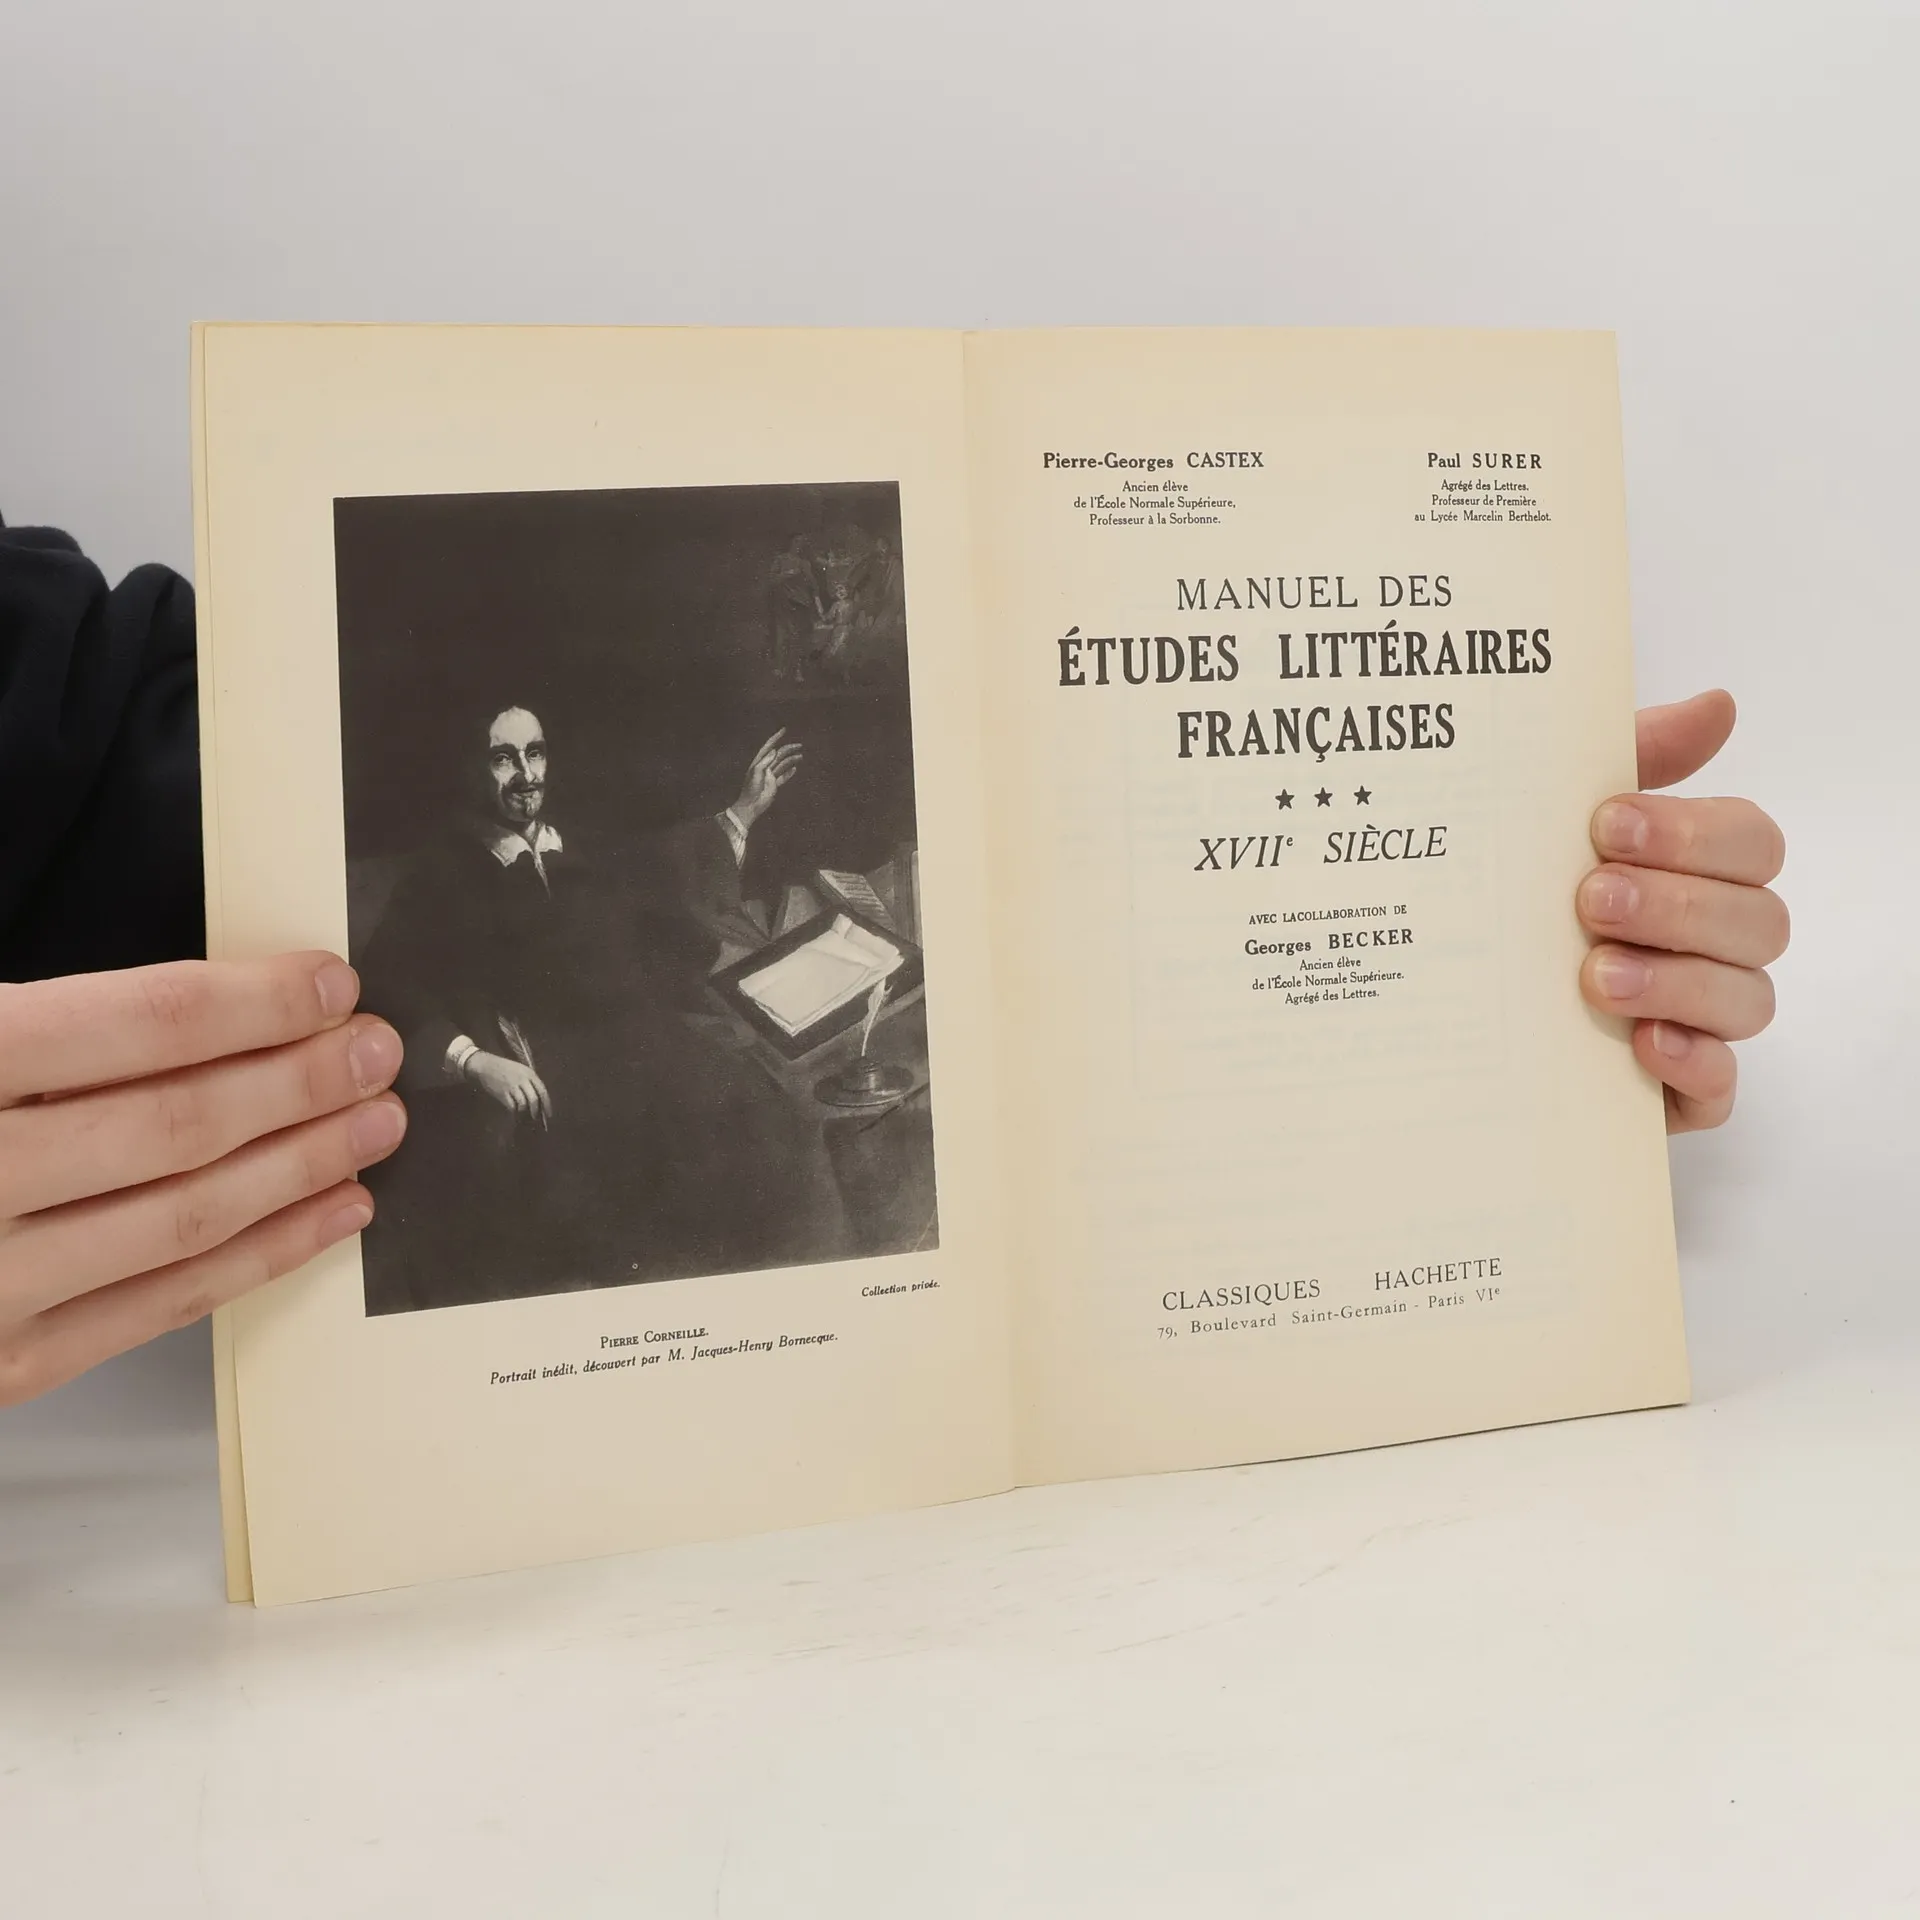 Collection privée.
PIERRE CORNEILLE.
Portrait inédit, découvert par M. Jacques-Henry Bornecque.
Pierre-Georges CASTEX
Ancien élève
de l'École Normale Supérieure,
Professeur à la Sorbonne.
Paul SURER
Agrégé des Lettres.
Professeur de Première
au Lycée Marcelin Berthelot.
MANUEL DES
ÉTUDES LITTÉRAIRES
FRANÇAISES
★ ★ ★
XVIIe SIÈCLE
AVEC LACOLLABORATION DE
Georges BECKER
Ancien élève
de l'École Normale Supérieure.
Agrégé des Lettres.
CLASSIQUES HACHETTE
79, Boulevard Saint-Germain - Paris VIe